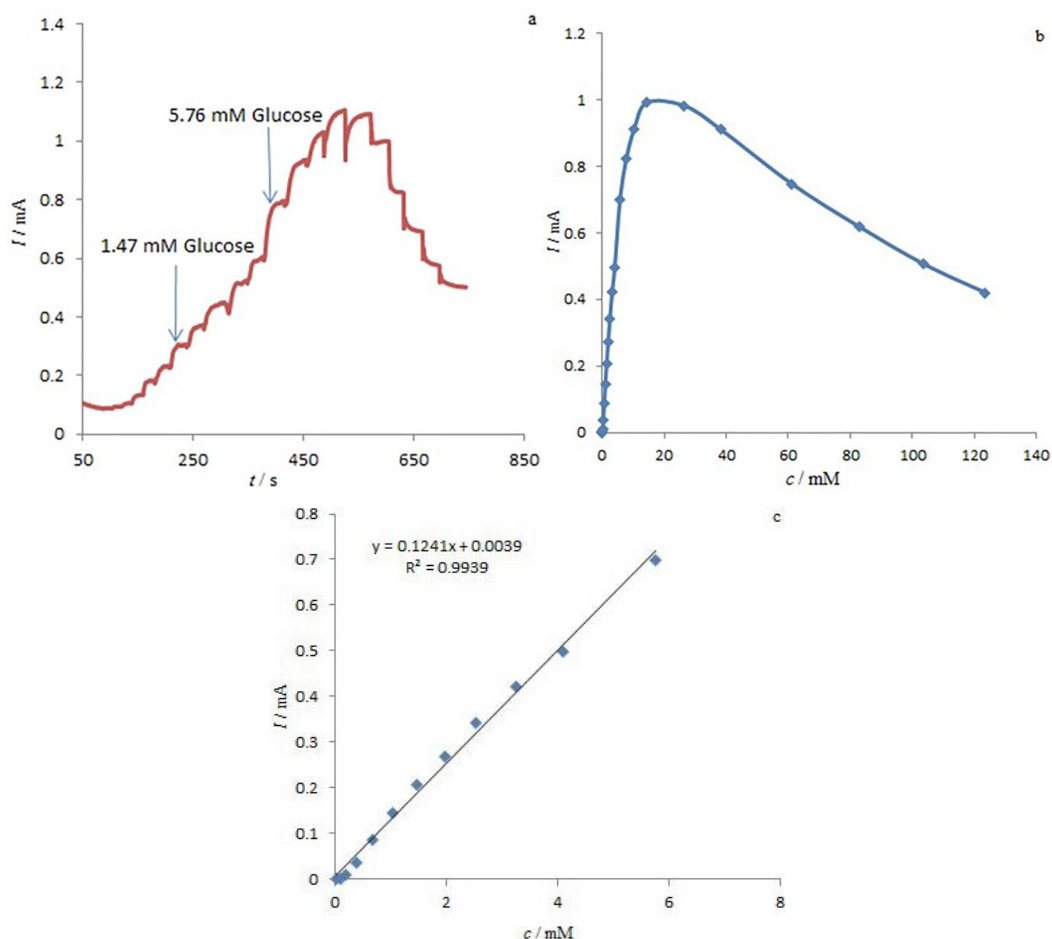 a
I / mA
1.4
1.2
1
0.8
0.6
0.4
0.2
0
5.76 mM Glucose
1.47 mM Glucose
50 250 450 650 850
t / s
b
I / mA
1.2
1
0.8
0.6
0.4
0.2
0
0 20 40 60 80 100 120 140
c / mM
c
I / mA
0.8
0.7
0.6
0.5
0.4
0.3
0.2
0.1
0
y = 0.1241x + 0.0039
R² = 0.9939
0 2 4 6 8
c / mM